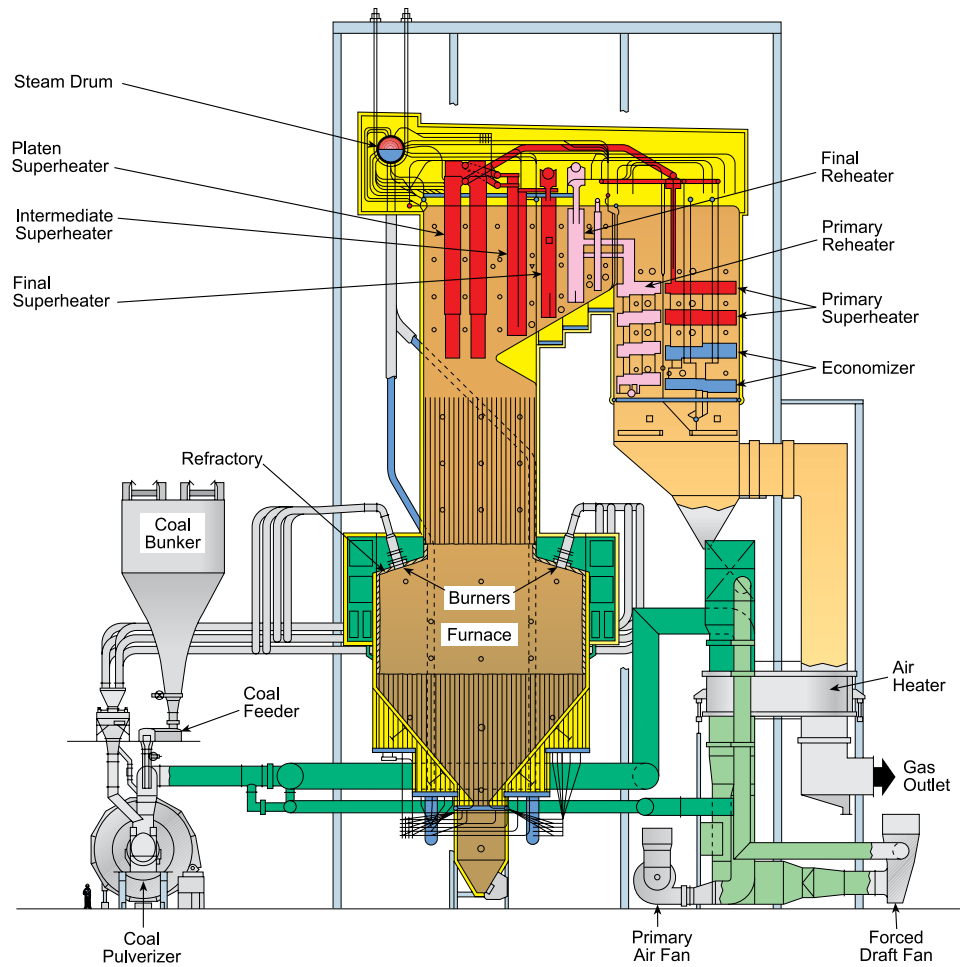 Steam Drum
Platen
Superheater
Intermediate
Superheater
Final
Superheater
Final
Reheater
Primary
Reheater
Primary
Superheater
Economizer
Refractory
Coal
Bunker
Burners
Furnace
Coal
Feeder
Air
Heater
Gas
Outlet
Coal
Pulverizer
Primary
Air Fan
Forced
Draft Fan